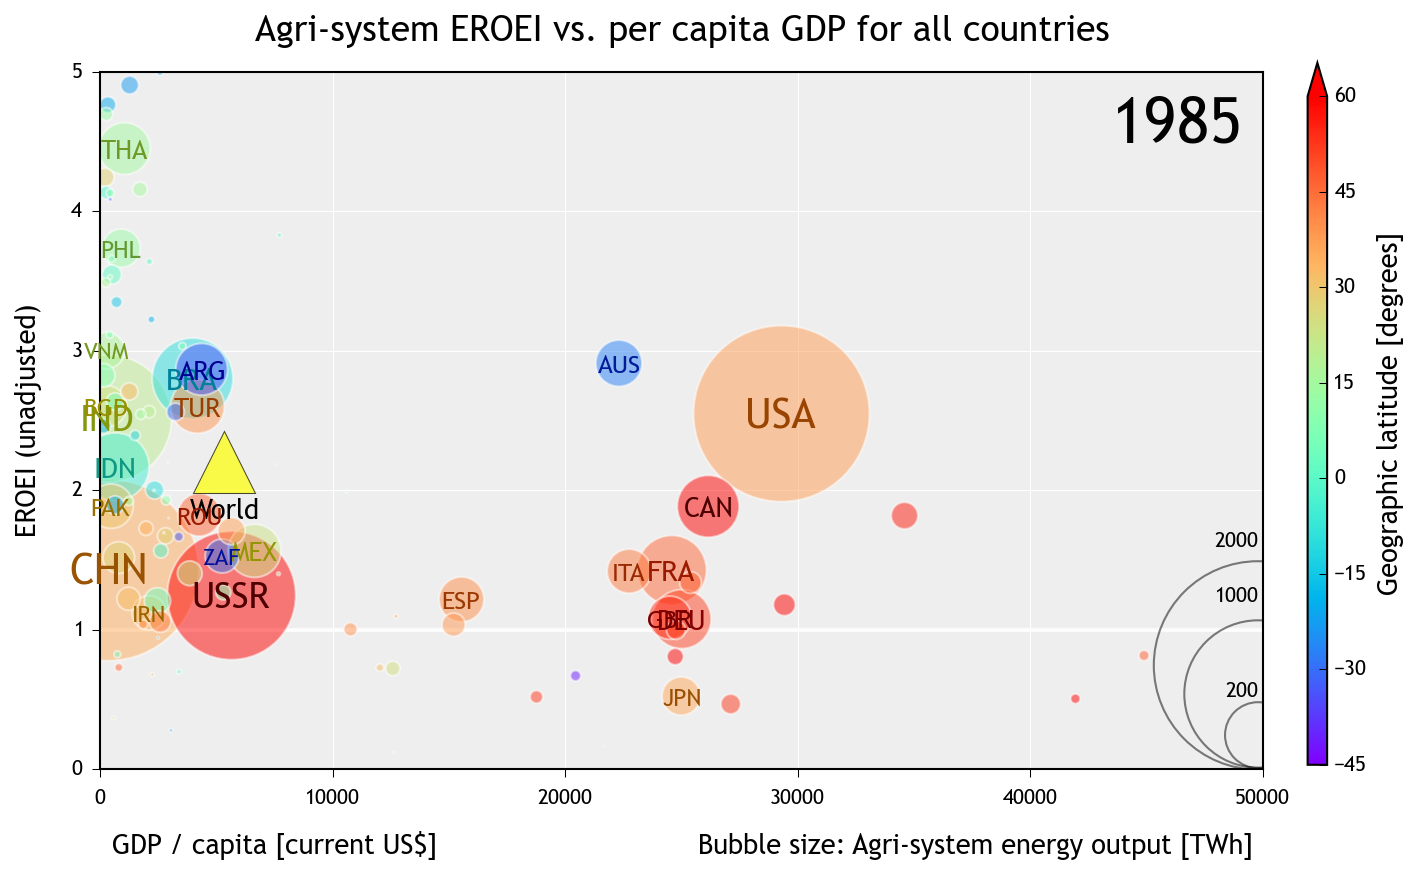 Agri-system EROEI vs. per capita GDP for all countries
1985
EROEI (unadjusted)
5
4
3
2
1
0
THA
PHL
VNM
ARG
BRA
AUS
BGD
TUR
IND
USA
IDN
PAK
World
ROU
CAN
ZAF
MEX
CHN
ITA
FRA
USSR
IRN
ESP
GBR
DEU
JPN
2000
1000
200
0
10000
20000
30000
40000
50000
GDP / capita [current US$]
Bubble size: Agri-system energy output [TWh]
60
45
30
15
0
−15
−30
−45
Geographic latitude [degrees]